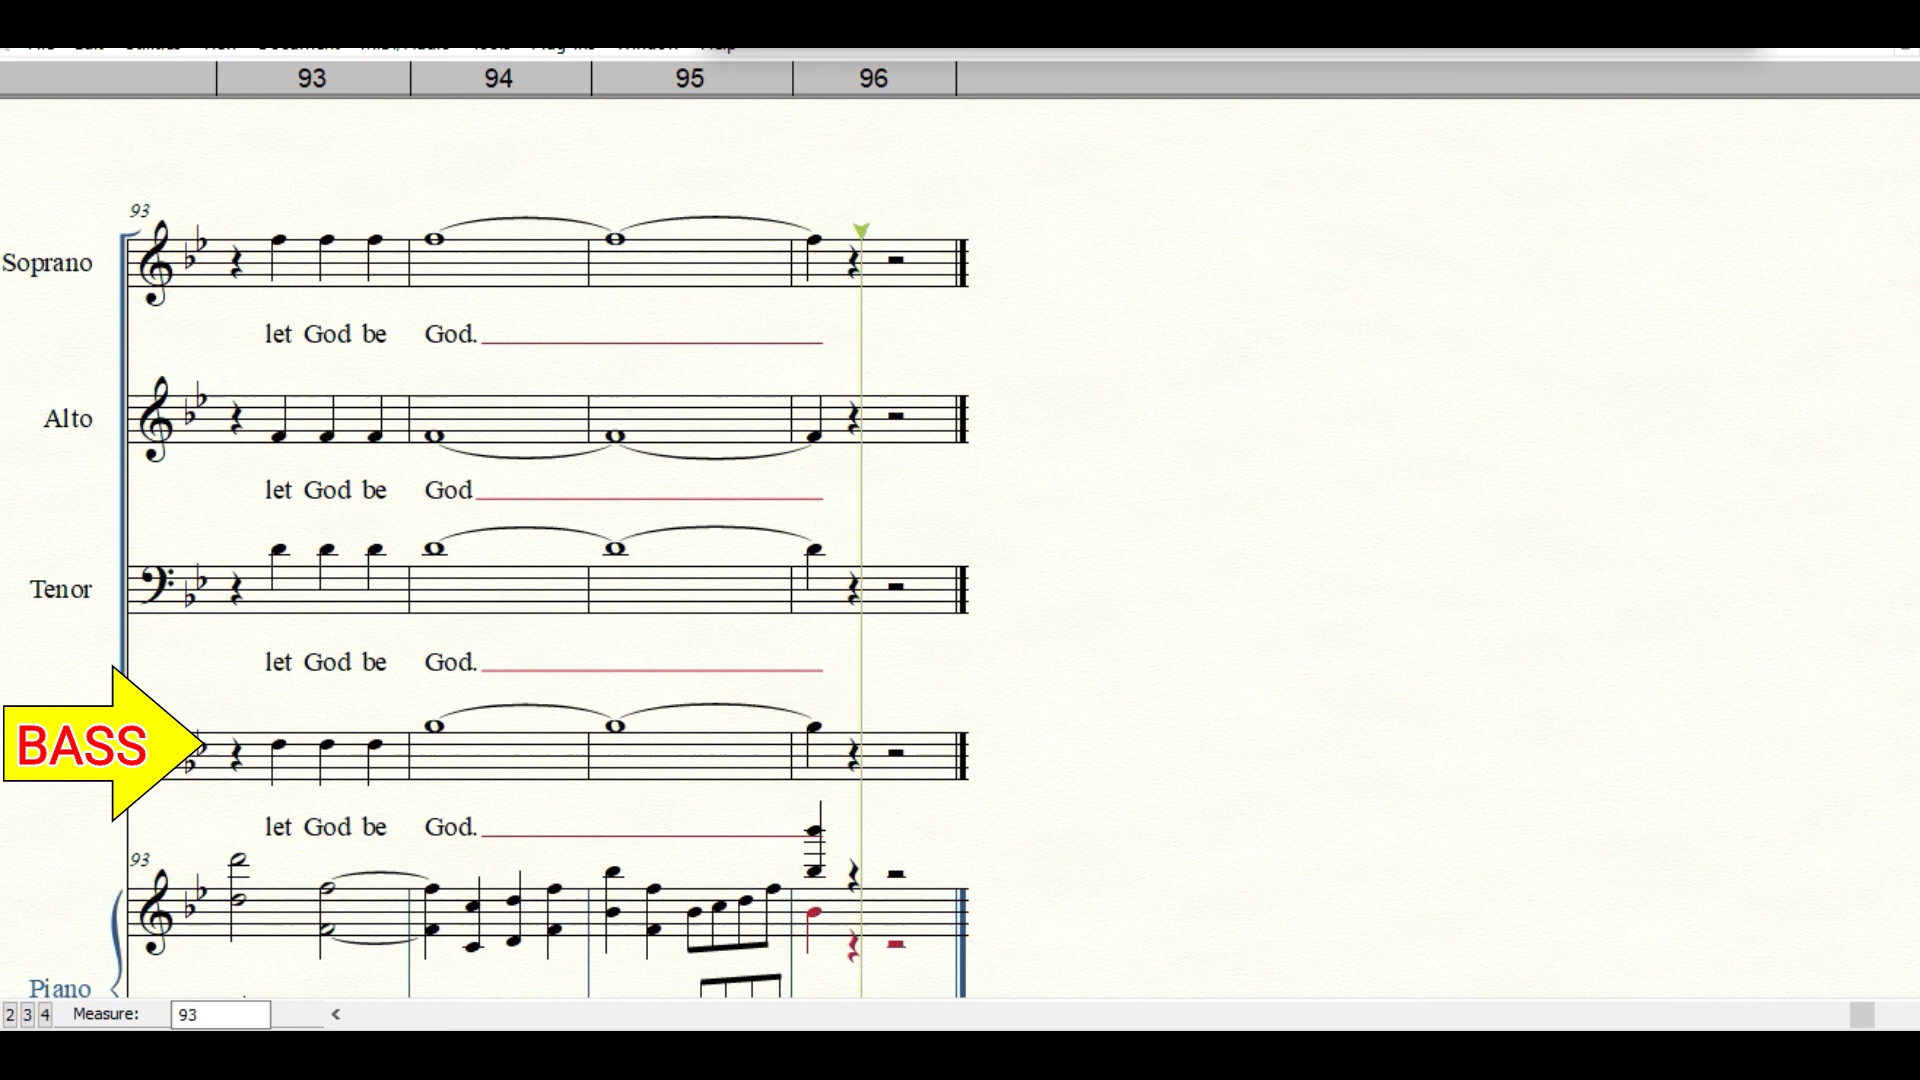 93 94 95 96
93
Soprano
let God be God.
Alto
let God be God
Tenor
let God be God.
BASS
let God be God.
93
Piano
2 3 4 Measure: 93 <